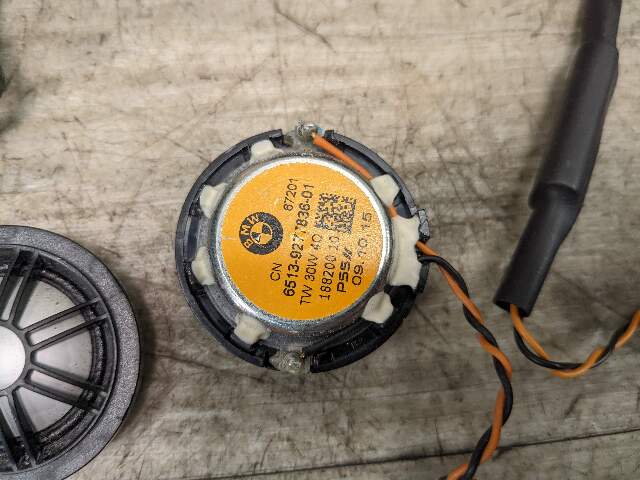 BMW
67201
CN
6513-9271836-01
TW 30W 4Ω
188200 10
P55//
09.10.15